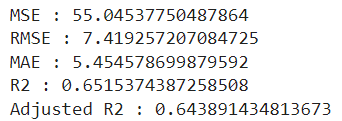 MSE : 55.04537750487864
RMSE : 7.419257207084725
MAE : 5.454578699879592
R2 : 0.6515374387258508
Adjusted R2 : 0.643891434813673